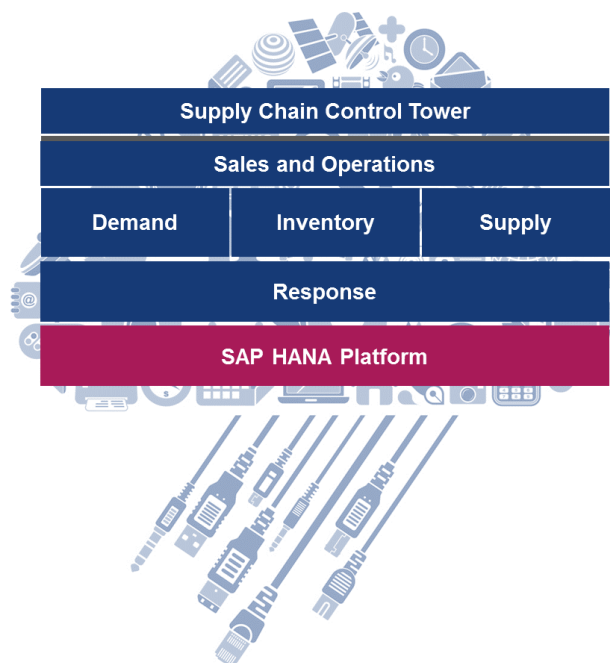 Supply Chain Control Tower
Sales and Operations
Demand Inventory Supply
Response
SAP HANA Platform
@
$